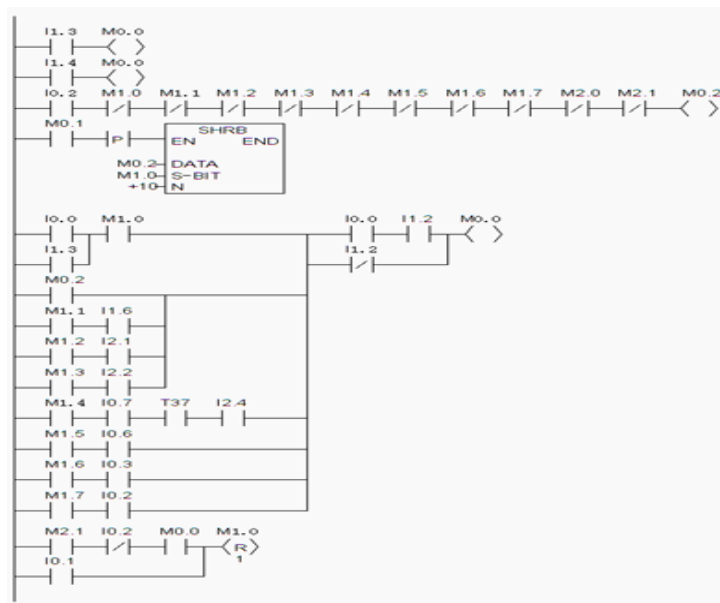 I1.3 M0.0
I1.4 M0.0
I0.2 M1.0 M1.1 M1.2 M1.3 M1.4 M1.5 M1.6 M1.7 M2.0 M2.1 M0.2
M0.1 P SHRB
EN END
M0.2 DATA
M1.0 S-BIT
+10 N
I0.0 M1.0 I0.0 I1.2 M0.0
I1.3 I1.2
M0.2
M1.1 I1.6
M1.2 I2.1
M1.3 I2.2
M1.4 I0.7 T37 I2.4
M1.5 I0.6
M1.6 I0.3
M1.7 I0.2
M2.1 I0.2 M0.0 M1.0
R
I0.1 1